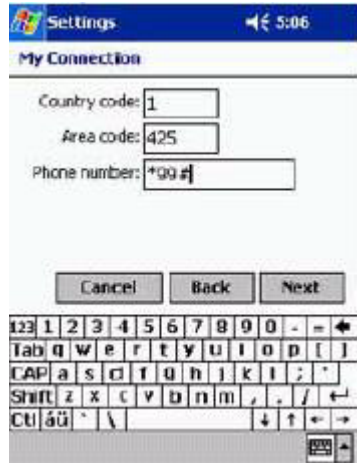 Settings 5:06
My Connection
Country code: 1
Area code: 425
Phone number: *99#
Cancel Back Next
123 1 2 3 4 5 6 7 8 9 0 - = ←
Tab q w e r t y u i o p [ ]
CAP a s d f g h j k l ; '
Shift z x c v b n m , . / ↵
Ctl áü ` \ ↓ ↑ ← →